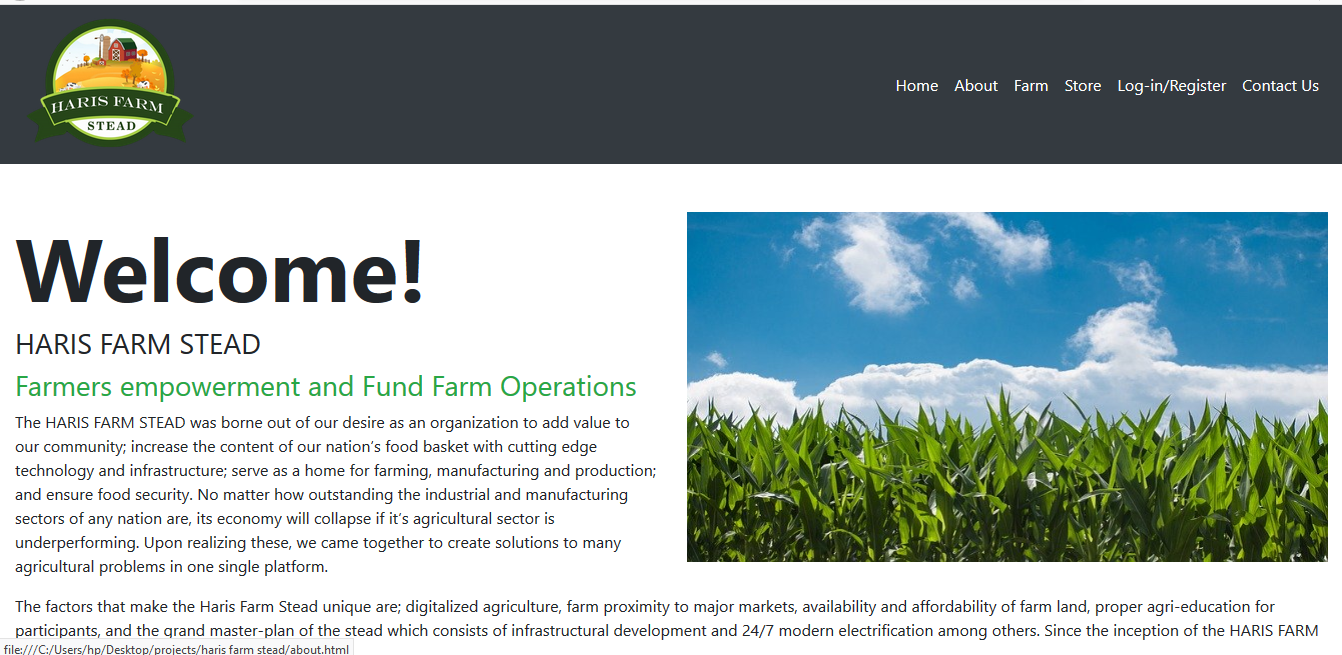 HARIS FARM
STEAD
Home About Farm Store Log-in/Register Contact Us
Welcome!
HARIS FARM STEAD
Farmers empowerment and Fund Farm Operations
The HARIS FARM STEAD was borne out of our desire as an organization to add value to
our community; increase the content of our nation’s food basket with cutting edge
technology and infrastructure; serve as a home for farming, manufacturing and production;
and ensure food security. No matter how outstanding the industrial and manufacturing
sectors of any nation are, its economy will collapse if it’s agricultural sector is
underperforming. Upon realizing these, we came together to create solutions to many
agricultural problems in one single platform.
The factors that make the Haris Farm Stead unique are; digitalized agriculture, farm proximity to major markets, availability and affordability of farm land, proper agri-education for
participants, and the grand master-plan of the stead which consists of infrastructural development and 24/7 modern electrification among others. Since the inception of the HARIS FARM
file:///C:/Users/hp/Desktop/projects/haris farm stead/about.html